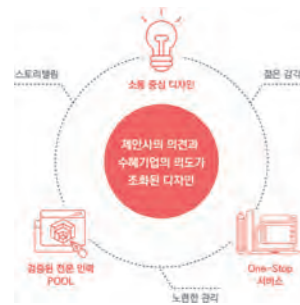 스토리텔링
젊은 감각
소통 중심 디자인
제안사의 의견과
수혜기업의 의도가
조화된 디자인
검증된 전문 인력
POOL
One-Stop
서비스
노련한 관리